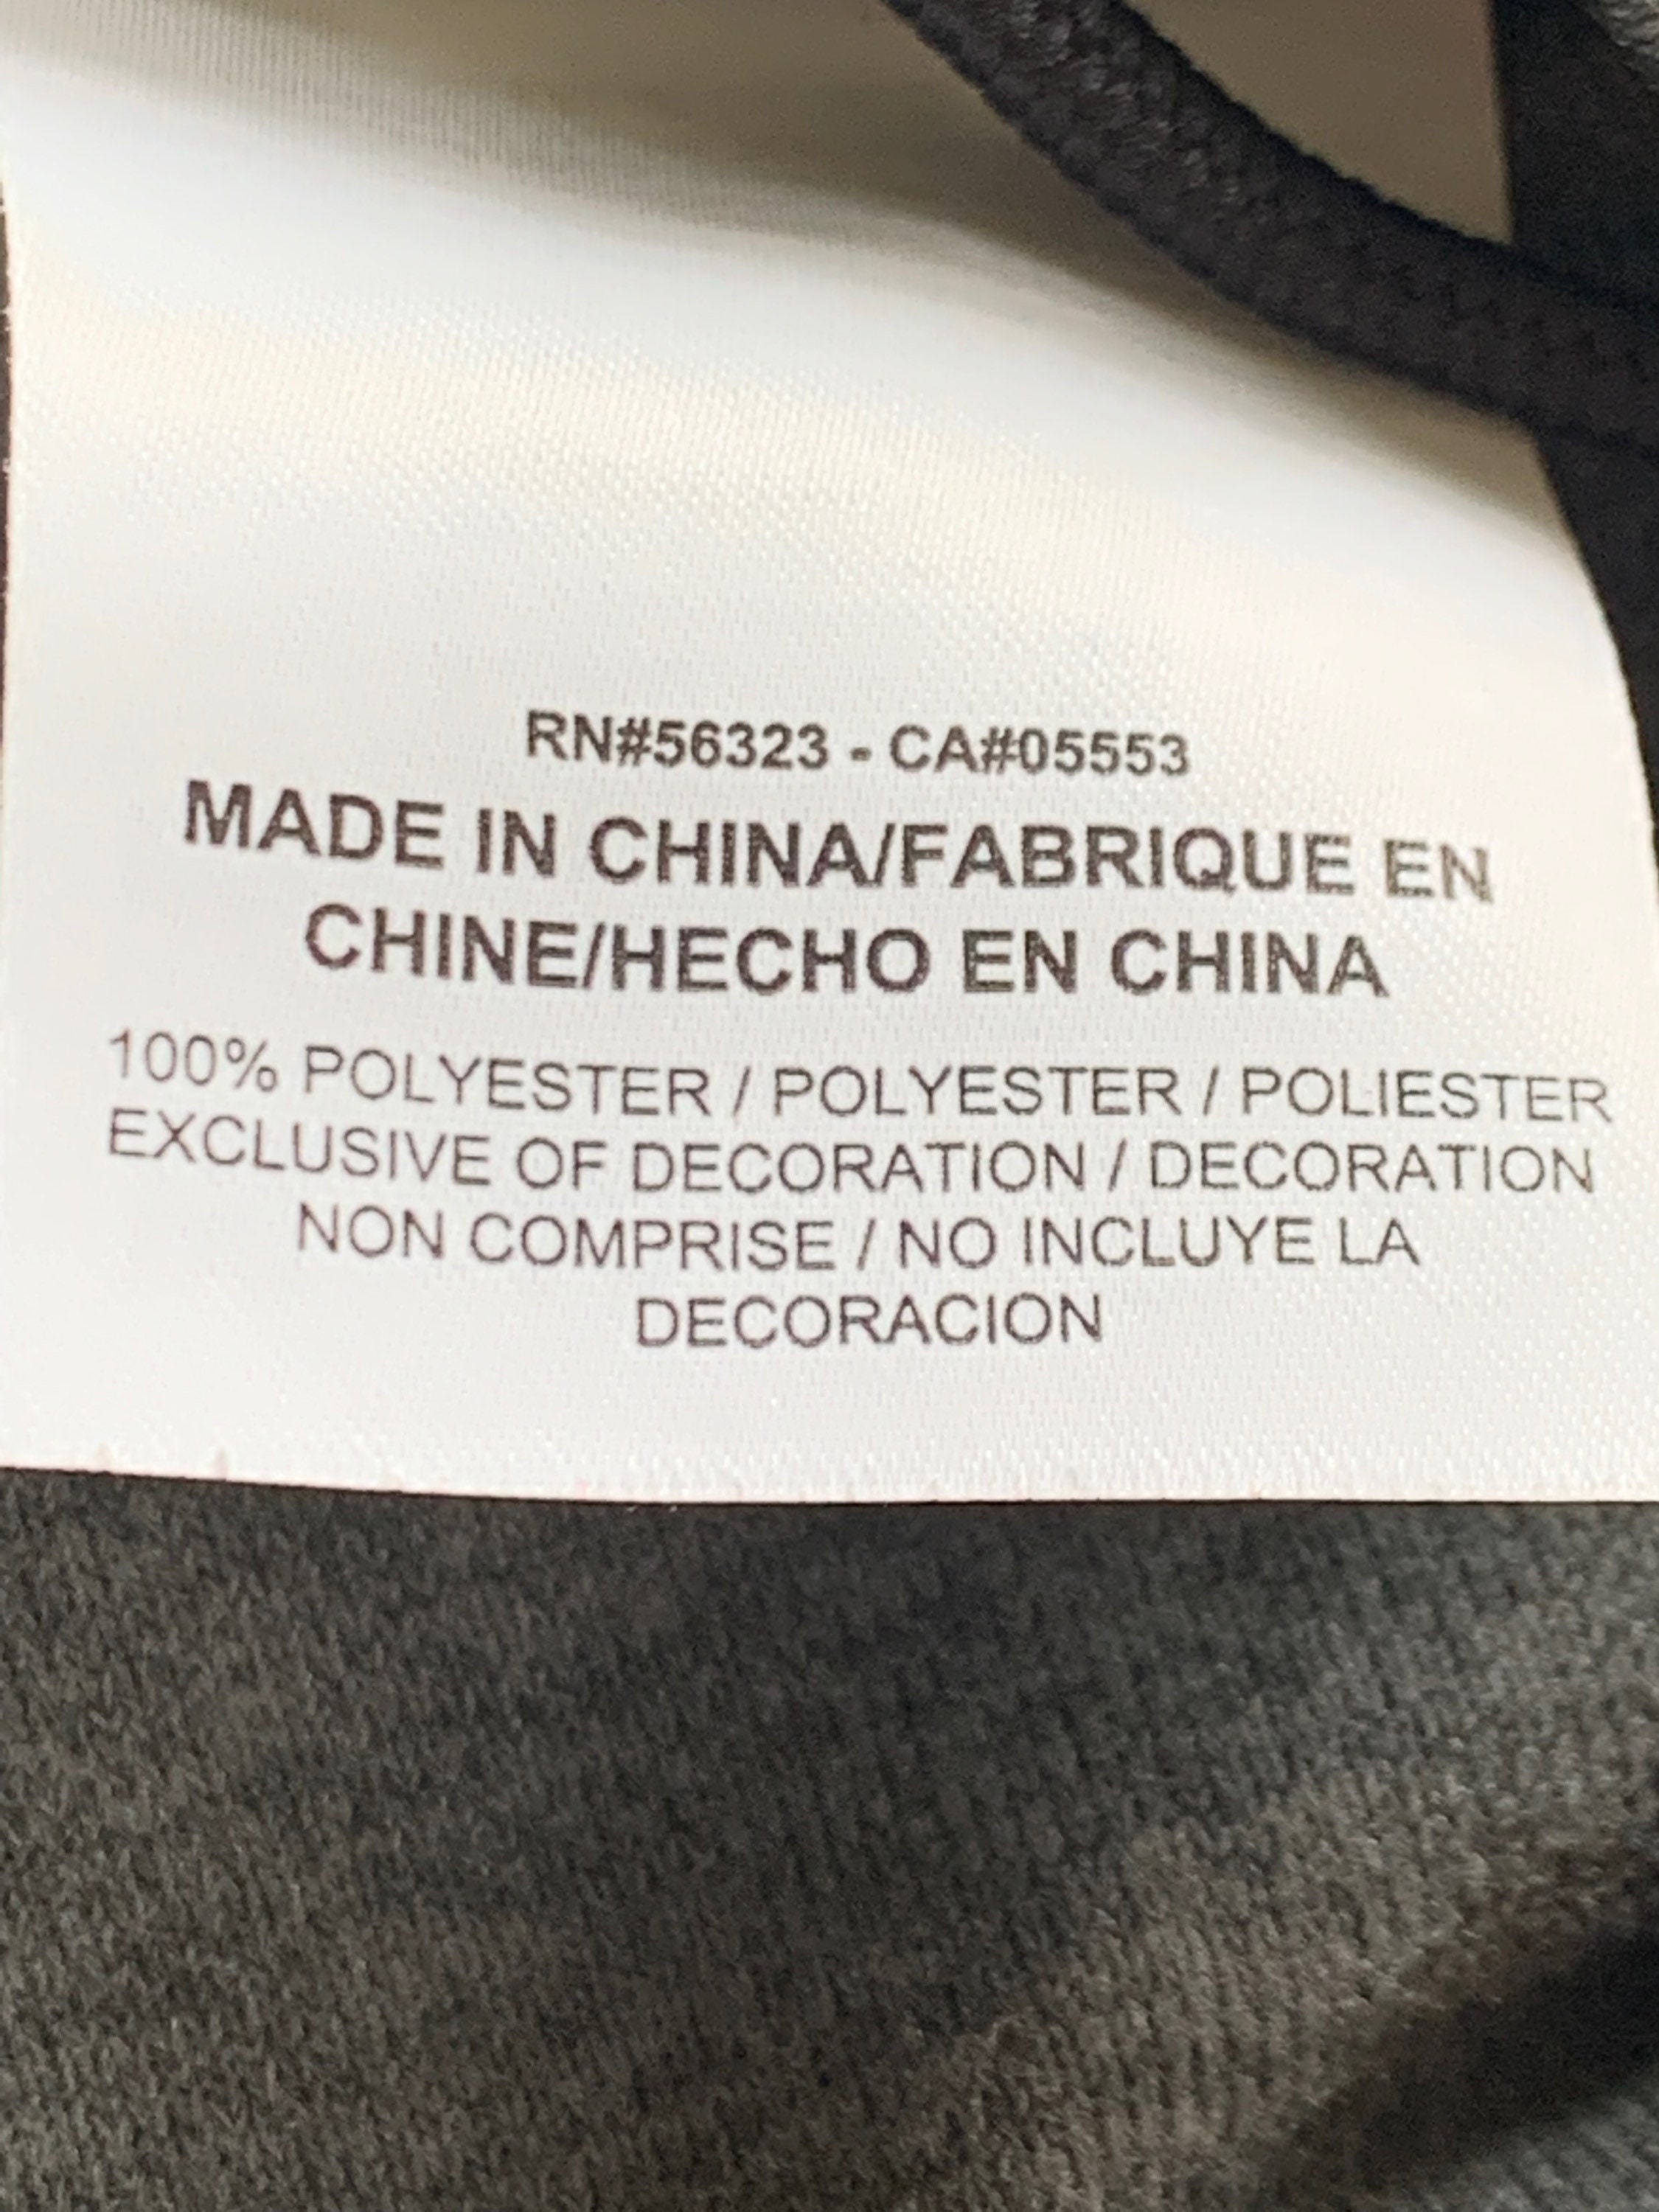 RN#56323 - CA#05553
MADE IN CHINA/FABRIQUE EN
CHINE/HECHO EN CHINA
100% POLYESTER / POLYESTER / POLIESTER
EXCLUSIVE OF DECORATION / DECORATION
NON COMPRISE / NO INCLUYE LA
DECORACION